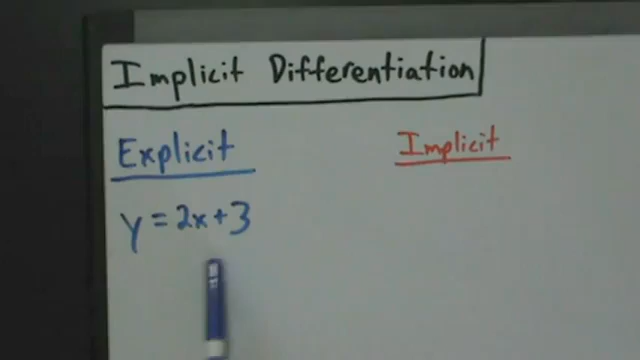 Implicit Differentiation
Explicit
Implicit
y = 2x + 3